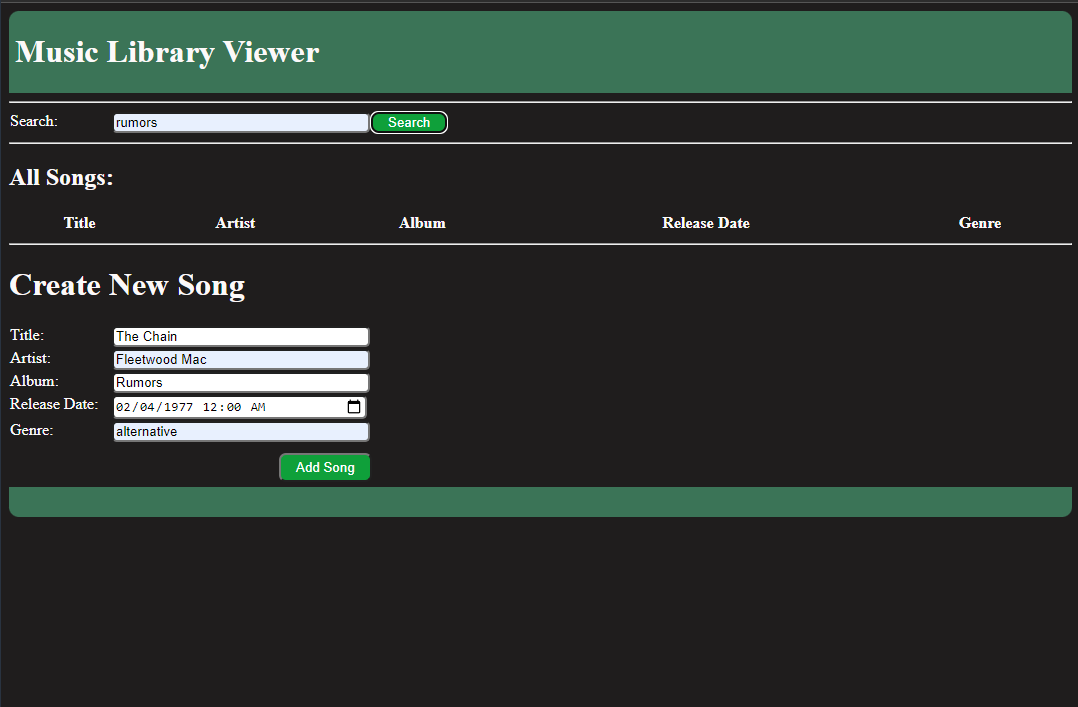 Music Library Viewer
Search: rumors Search
All Songs:
Title Artist Album Release Date Genre
Create New Song
Title: The Chain
Artist: Fleetwood Mac
Album: Rumors
Release Date: 02/04/1977 12:00 AM
Genre: alternative
Add Song